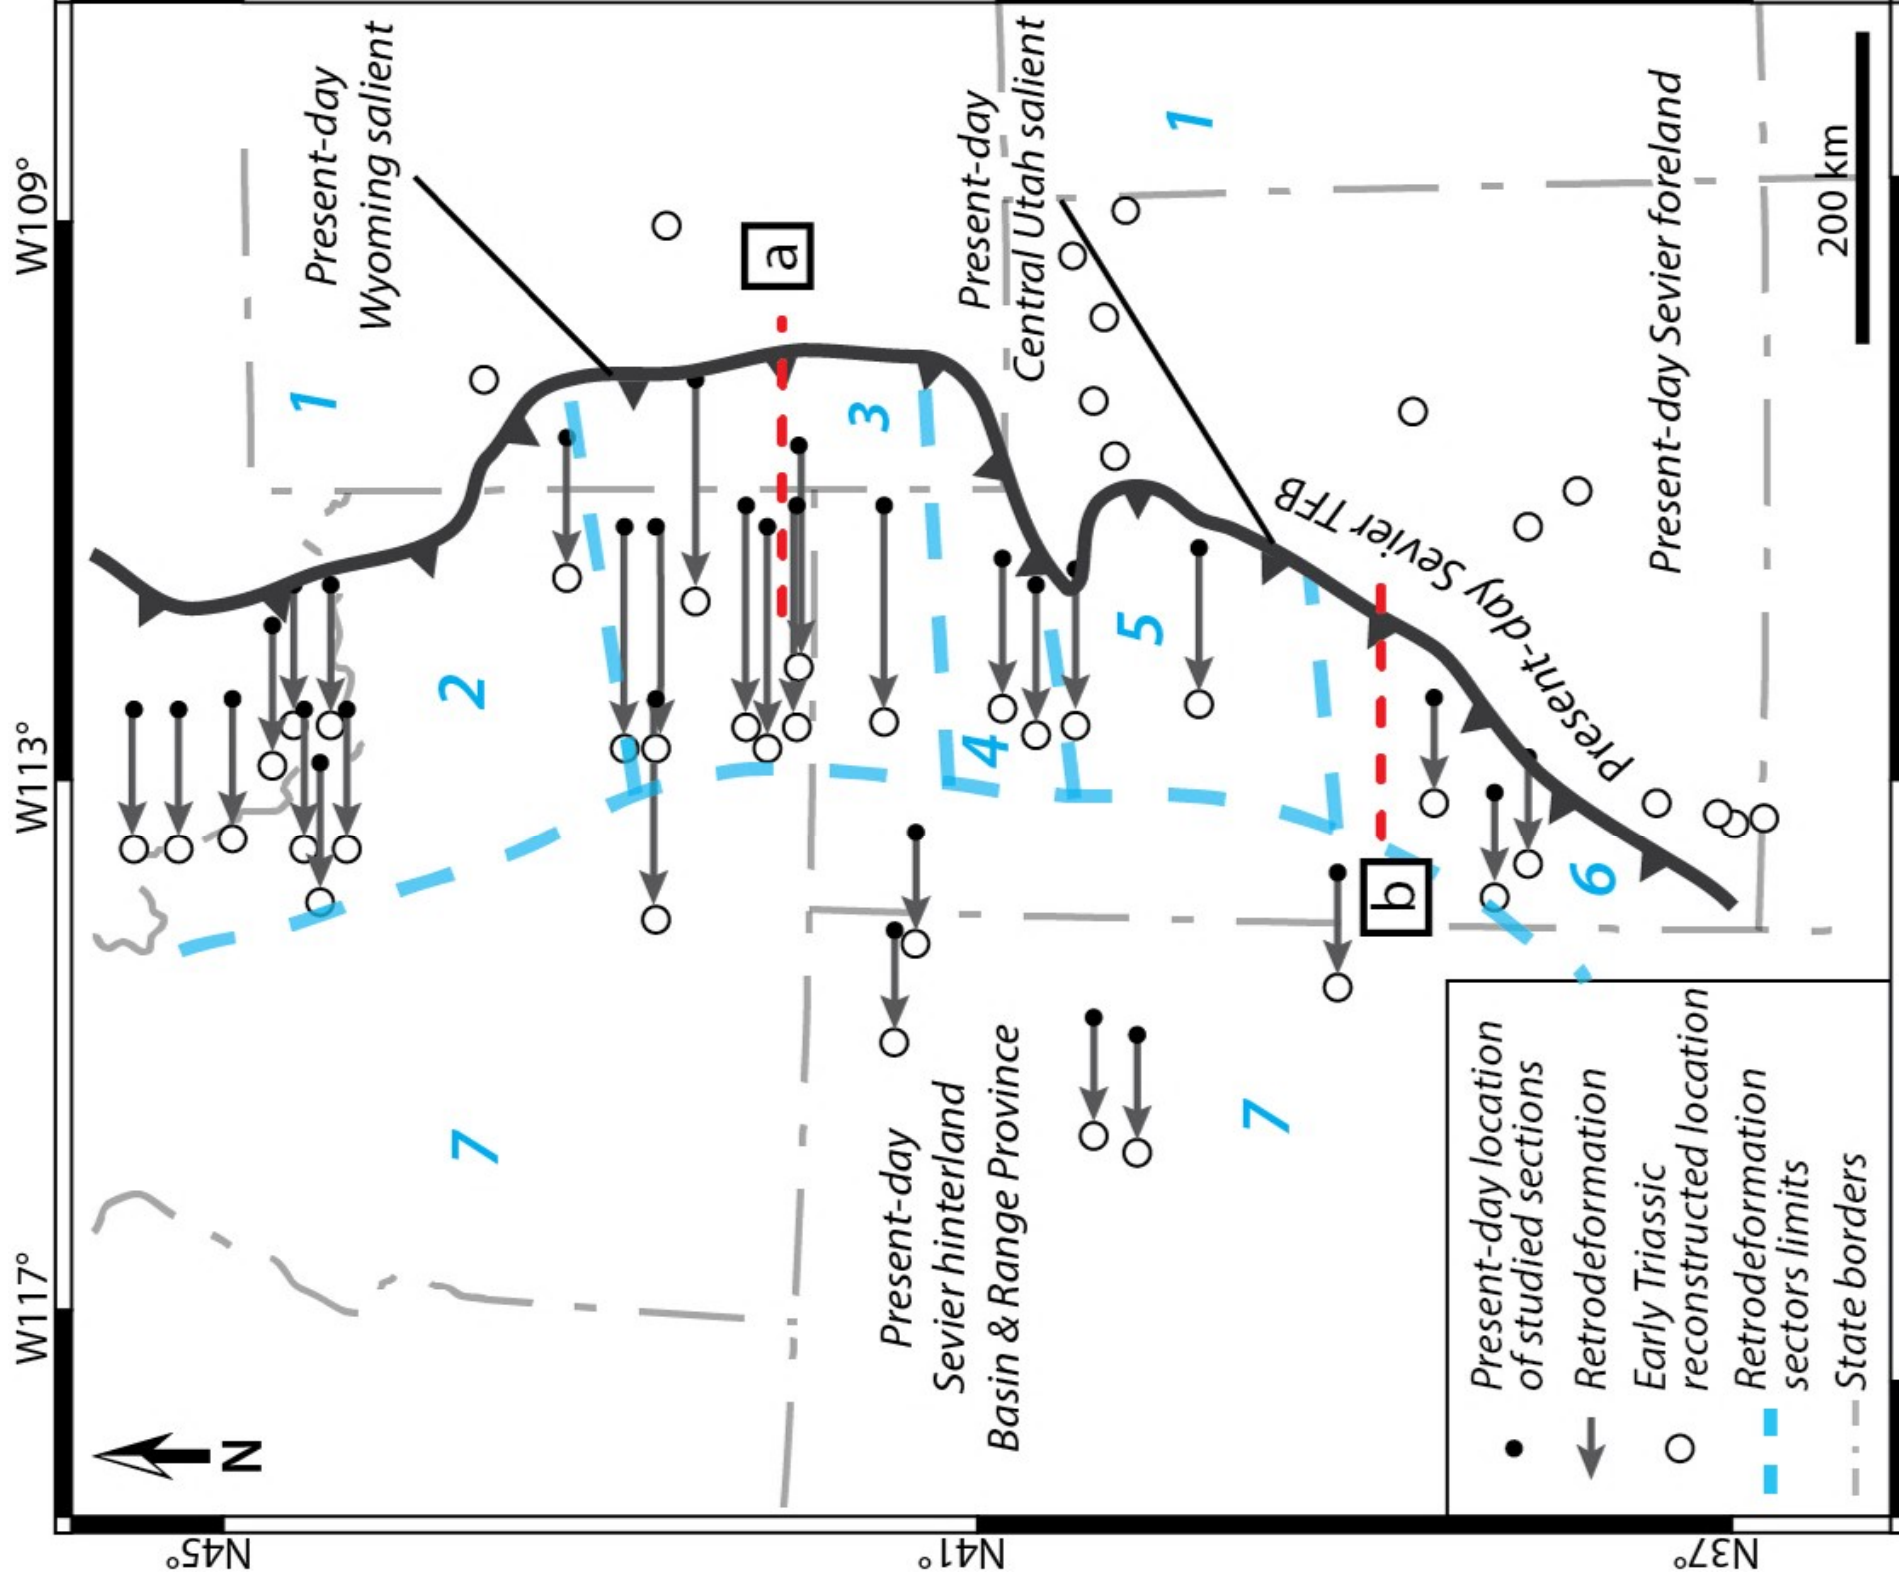 W117°
W113°
W109°
N45°
N41°
N37°
N
Present-day
Wyoming salient
1
2
a
3
Present-day
Central Utah salient
1
4
5
7
Present-day
Sevier hinterland
Basin & Range Province
7
Present-day Sevier TFB
b
6
Present-day Sevier foreland
200 km
Present-day location
of studied sections
Retrodeformation
Early Triassic
reconstructed location
Retrodeformation
sectors limits
State borders